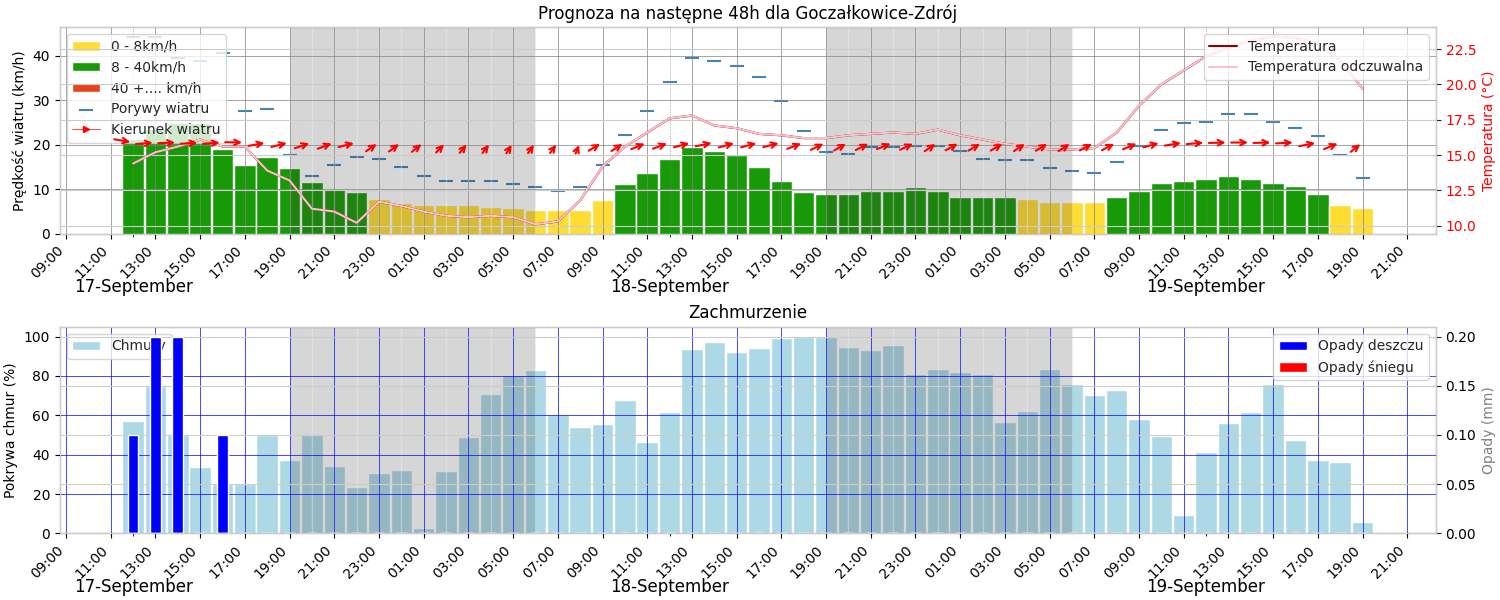 Prognoza na następne 48h dla Goczałkowice-Zdrój
Prędkość wiatru (km/h)
40
30
20
10
0
0 - 8km/h
8 - 40km/h
40 +.... km/h
Porywy wiatru
Kierunek wiatru
Temperatura
Temperatura odczuwalna
22.5
20.0
17.5
15.0
12.5
10.0
Temperatura (°C)
09:00 11:00 13:00 15:00 17:00 19:00 21:00 23:00 01:00 03:00 05:00 07:00 09:00 11:00 13:00 15:00 17:00 19:00 21:00 23:00 01:00 03:00 05:00 07:00 09:00 11:00 13:00 15:00 17:00 19:00 21:00
17-September 18-September 19-September
Zachmurzenie
Pokrywa chmur (%)
100
80
60
40
20
0
Chmury
Opady deszczu
Opady śniegu
0.20
0.15
0.10
0.05
0.00
Opady (mm)
09:00 11:00 13:00 15:00 17:00 19:00 21:00 23:00 01:00 03:00 05:00 07:00 09:00 11:00 13:00 15:00 17:00 19:00 21:00 23:00 01:00 03:00 05:00 07:00 09:00 11:00 13:00 15:00 17:00 19:00 21:00
17-September 18-September 19-September